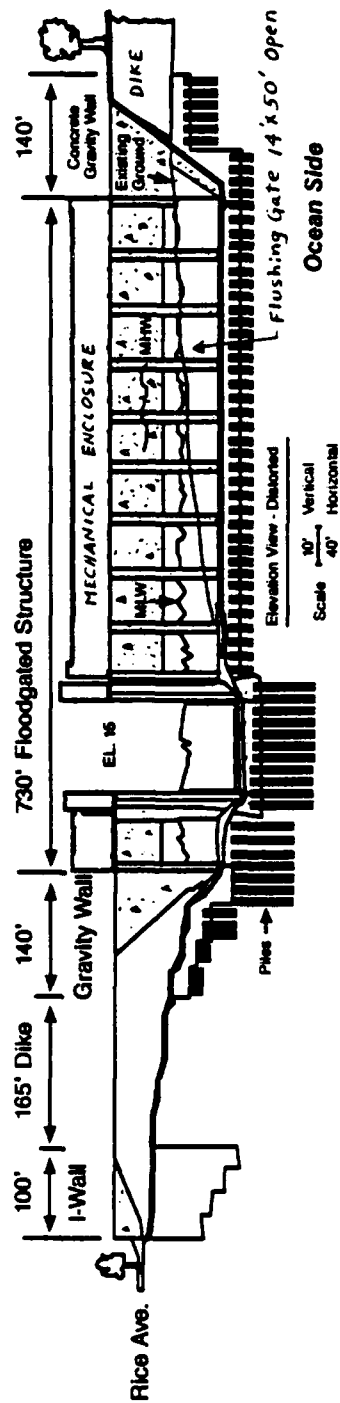 Rice Ave.
100'
I-Wall
165' Dike
140'
Gravity Wall
730' Floodgated Structure
140'
Concrete
Gravity Wall
MECHANICAL ENCLOSURE
EL. 15
MLW
MHW
Existing
Ground
DIKE
Piles
Flushing Gate 14'x50' Open
Ocean Side
Elevation View - Distorted
Scale
10' Vertical
40' Horizontal